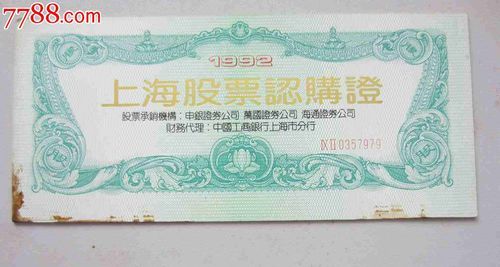 7788.com
1992
上海股票認購證
股票承銷機構：申銀證券公司 萬國證券公司 海通證券公司
財務代理：中國工商銀行上海市分行
IXII0357979